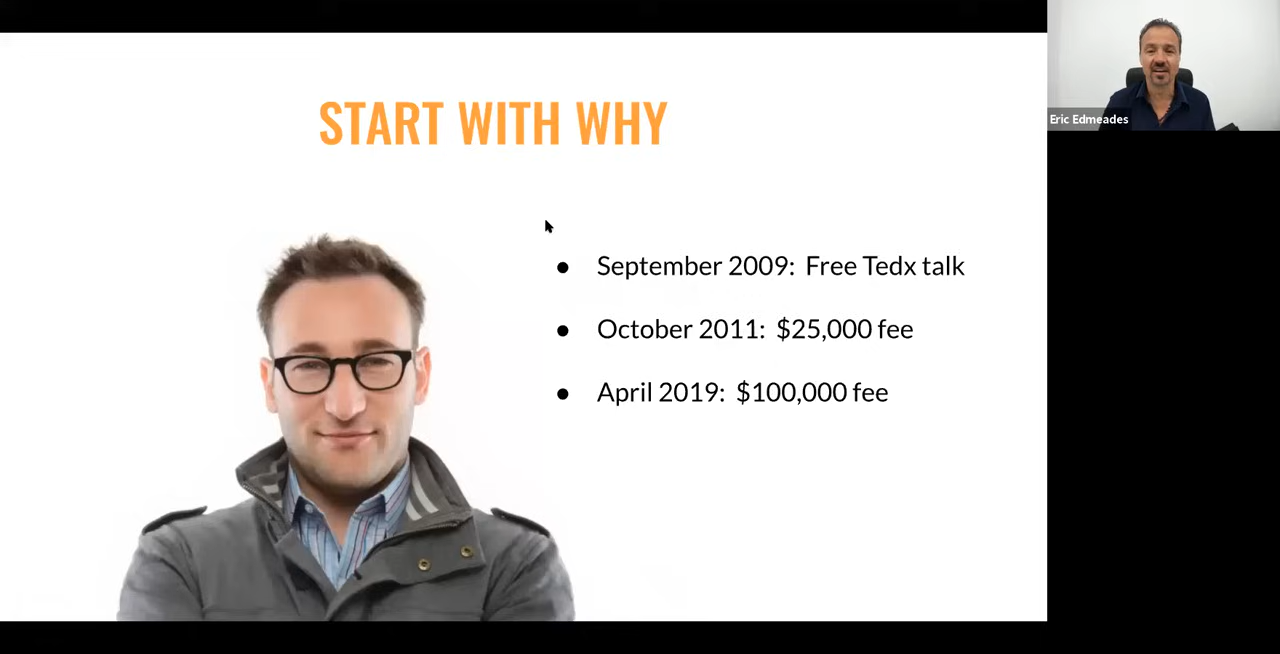 START WITH WHY
● September 2009: Free Tedx talk
● October 2011: $25,000 fee
● April 2019: $100,000 fee
Eric Edmeades